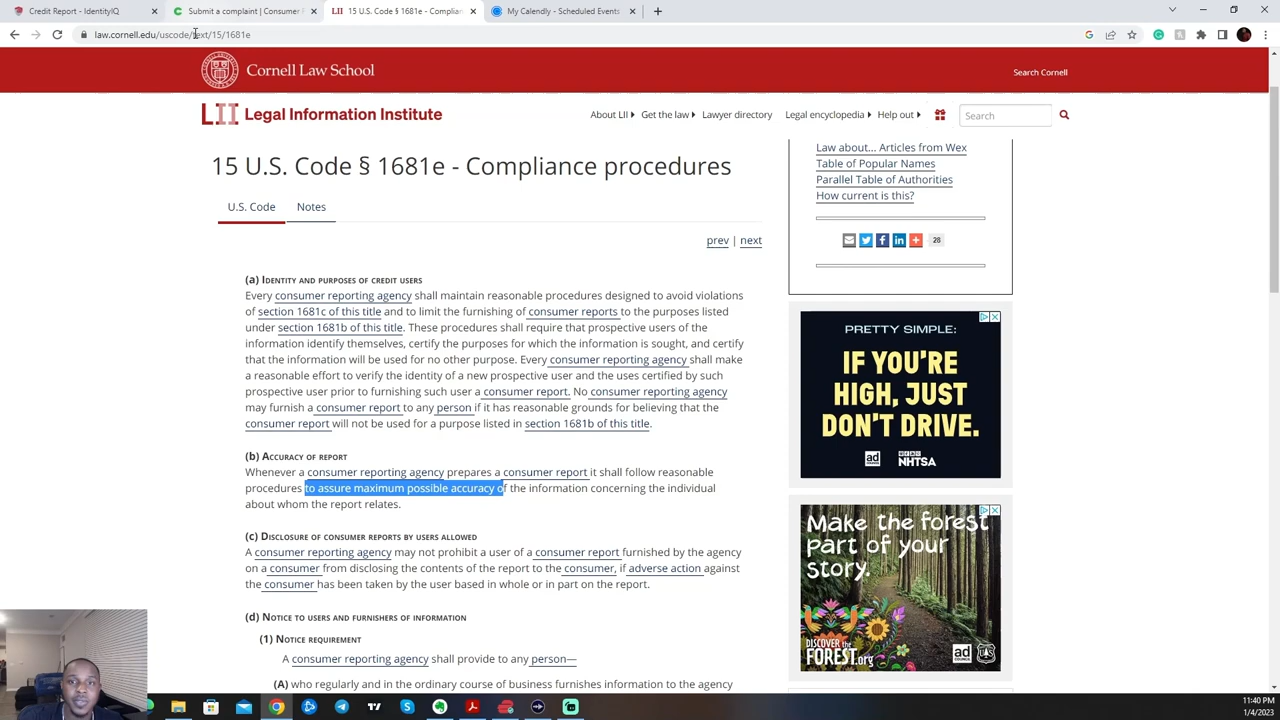 Credit Report - IdentityIQ
Submit a complaint | Consumer F
LII 15 U.S. Code § 1681e - Complian
My Calendly - Scheduled Events
law.cornell.edu/uscode/text/15/1681e
Cornell Law School
Search Cornell
LII Legal Information Institute
About LII
Get the law
Lawyer directory
Legal encyclopedia
Help out
Search
15 U.S. Code § 1681e - Compliance procedures
U.S. Code
Notes
prev | next
(a) Identity and purposes of credit users
Every consumer reporting agency shall maintain reasonable procedures designed to avoid violations
of section 1681c of this title and to limit the furnishing of consumer reports to the purposes listed
under section 1681b of this title. These procedures shall require that prospective users of the
information identify themselves, certify the purposes for which the information is sought, and certify
that the information will be used for no other purpose. Every consumer reporting agency shall make
a reasonable effort to verify the identity of a new prospective user and the uses certified by such
prospective user prior to furnishing such user a consumer report. No consumer reporting agency
may furnish a consumer report to any person if it has reasonable grounds for believing that the
consumer report will not be used for a purpose listed in section 1681b of this title.
(b) Accuracy of report
Whenever a consumer reporting agency prepares a consumer report it shall follow reasonable
procedures to assure maximum possible accuracy of the information concerning the individual
about whom the report relates.
(c) Disclosure of consumer reports by users allowed
A consumer reporting agency may not prohibit a user of a consumer report furnished by the agency
on a consumer from disclosing the contents of the report to the consumer, if adverse action against
the consumer has been taken by the user based in whole or in part on the report.
(d) Notice to users and furnishers of information
(1) Notice requirement
A consumer reporting agency shall provide to any person—
(A) who regularly and in the ordinary course of business furnishes information to the agency
Law about... Articles from Wex
Table of Popular Names
Parallel Table of Authorities
How current is this?
28
PRETTY SIMPLE:
IF YOU'RE
HIGH, JUST
DON'T DRIVE.
ad
NHTSA
Make the forest
part of your
story.
DISCOVER
the FOREST.org
ad
11:40 PM
1/4/2023